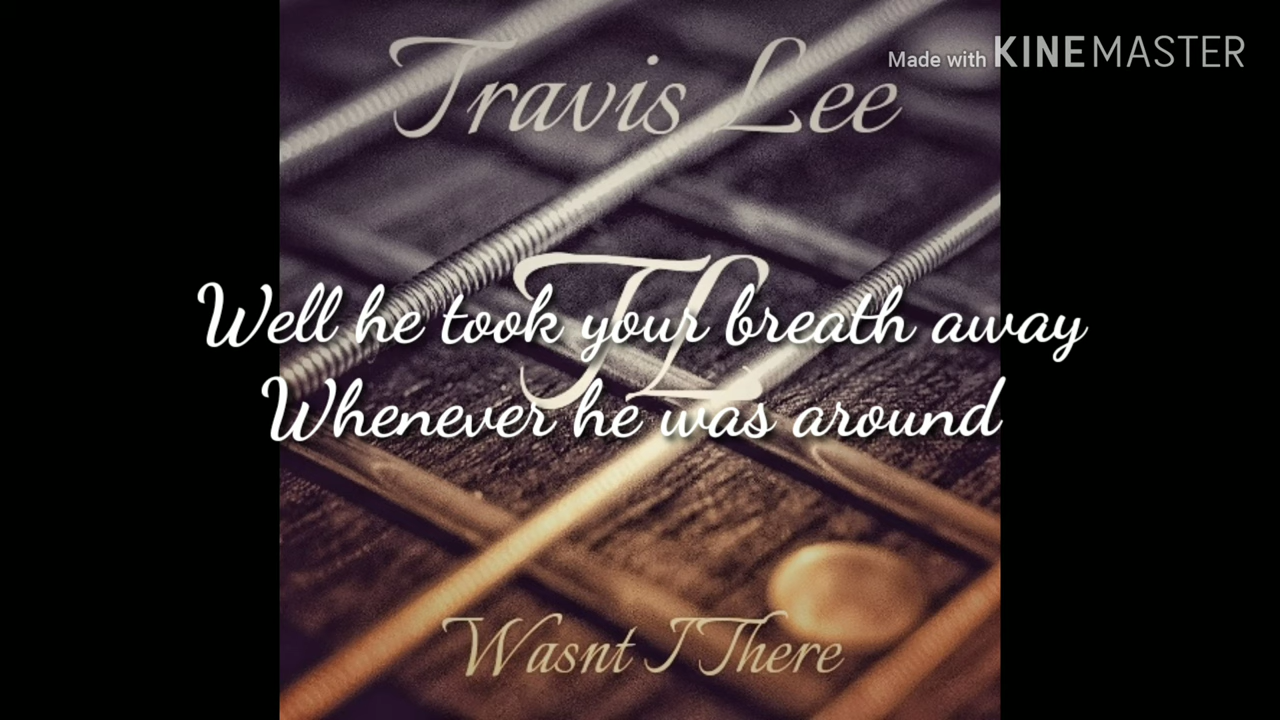 Travis Lee
Made with KINEMASTER
TL
Well he took your breath away
Whenever he was around
Wasnt I There